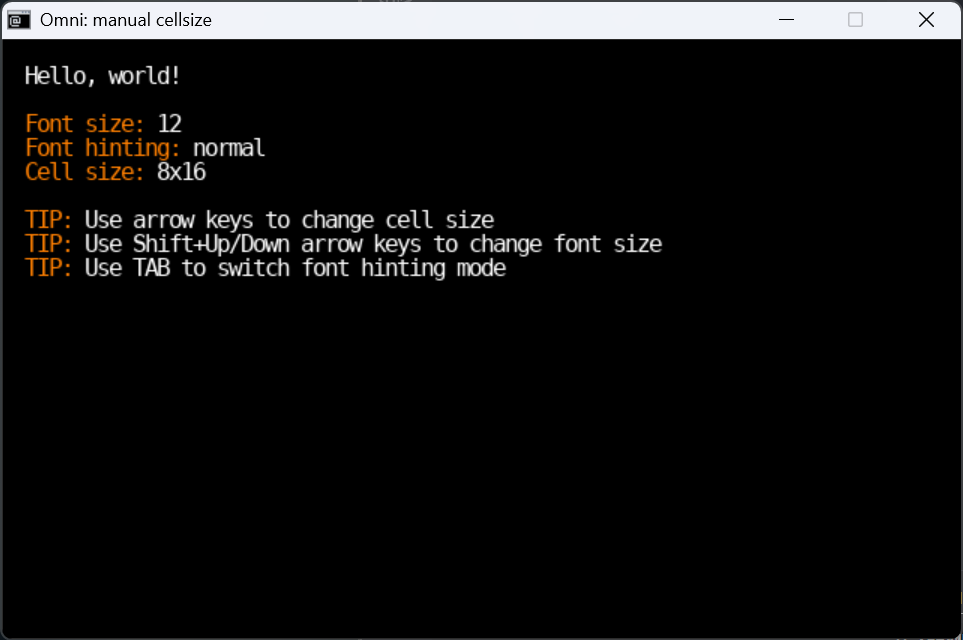 Omni: manual cellsize
Hello, world!
Font size: 12
Font hinting: normal
Cell size: 8x16
TIP: Use arrow keys to change cell size
TIP: Use Shift+Up/Down arrow keys to change font size
TIP: Use TAB to switch font hinting mode